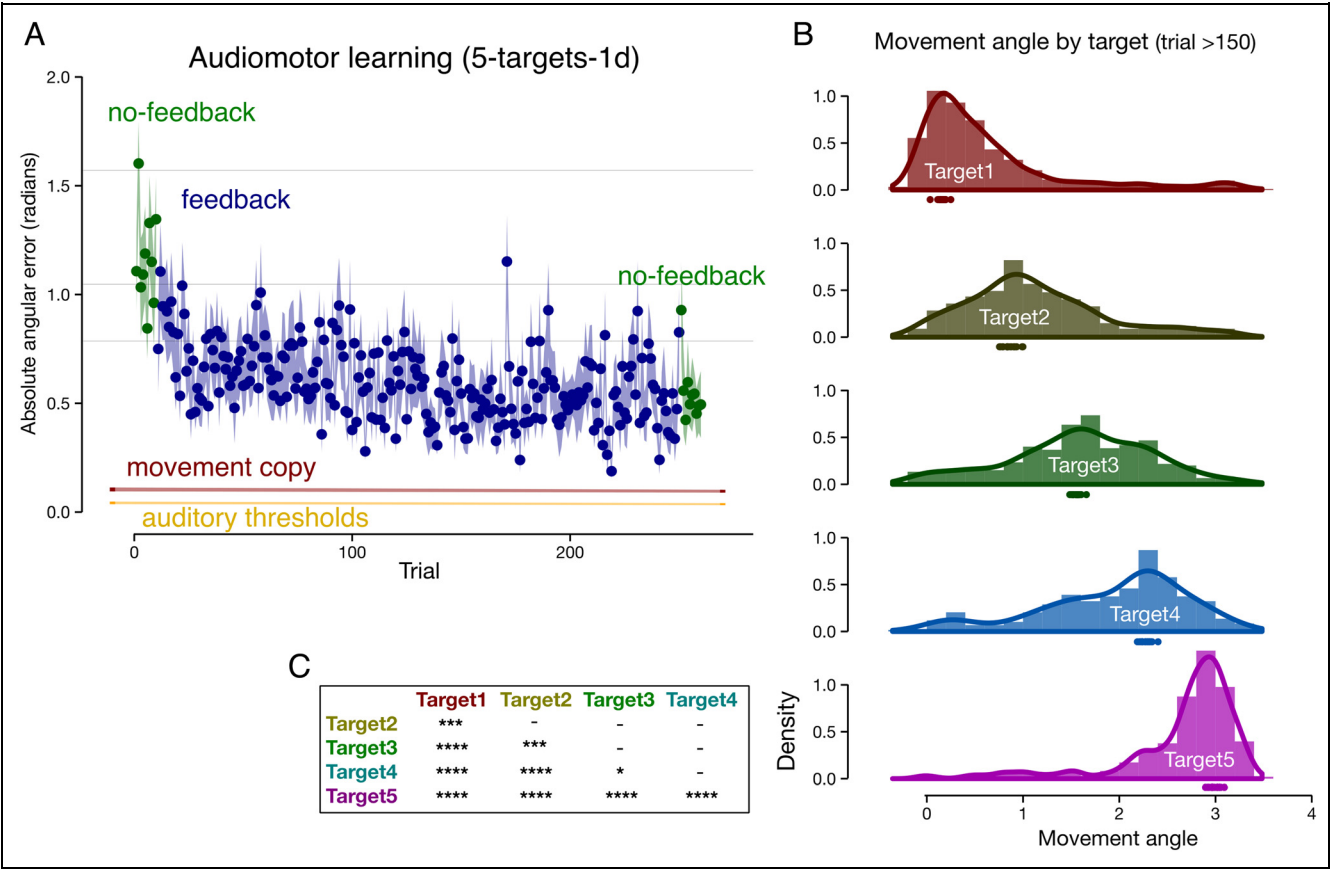 A
Audiomotor learning (5-targets-1d)
2.0
1.5
1.0
0.5
0.0
Absolute angular error (radians)
no-feedback
feedback
no-feedback
movement copy
auditory thresholds
0 100 200
Trial
B
Movement angle by target (trial >150)
1.0
0.5
0.0
Target1
1.0
0.5
0.0
Target2
1.0
0.5
0.0
Target3
1.0
0.5
0.0
Target4
1.0
0.5
0.0
Target5
Density
0 1 2 3 4
Movement angle
C
Target1 Target2 Target3 Target4
Target2 *** - - -
Target3 **** *** - -
Target4 **** **** * -
Target5 **** **** **** ****